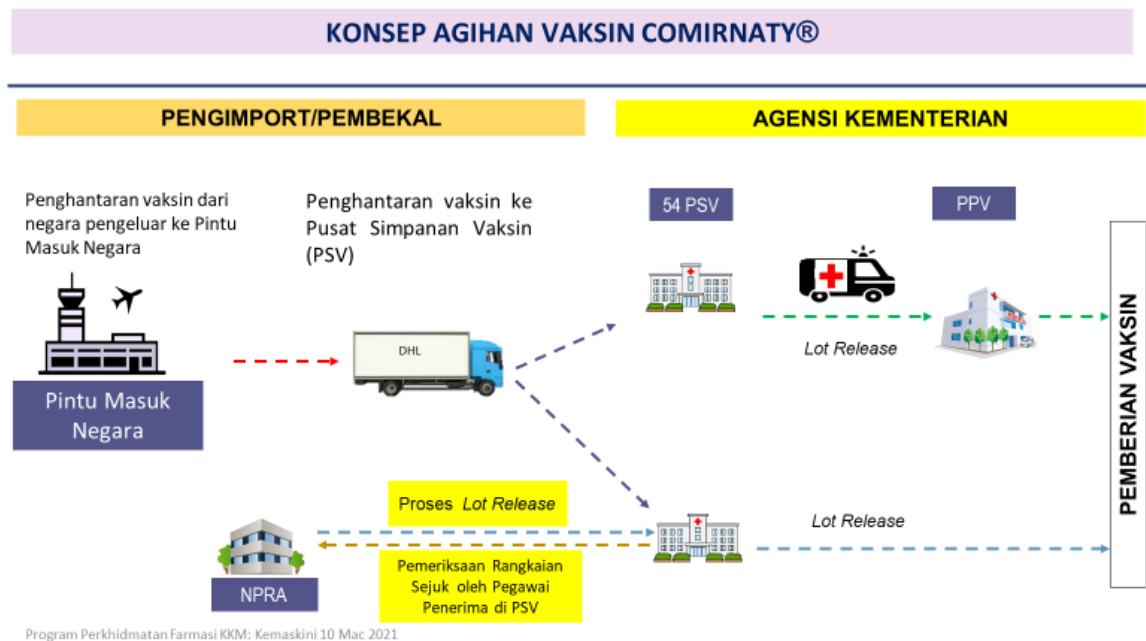 KONSEP AGIHAN VAKSIN COMIRNATY®
PENGIMPORT/PEMBEKAL
AGENSI KEMENTERIAN
Penghantaran vaksin dari
negara pengeluar ke Pintu
Masuk Negara
Penghantaran vaksin ke
Pusat Simpanan Vaksin
(PSV)
54 PSV
PPV
DHL
Lot Release
Pintu Masuk
Negara
PEMBERIAN VAKSIN
Proses Lot Release
Lot Release
Pemeriksaan Rangkaian
Sejuk oleh Pegawai
Penerima di PSV
NPRA
Program Perkhidmatan Farmasi KKM: Kemaskini 10 Mac 2021